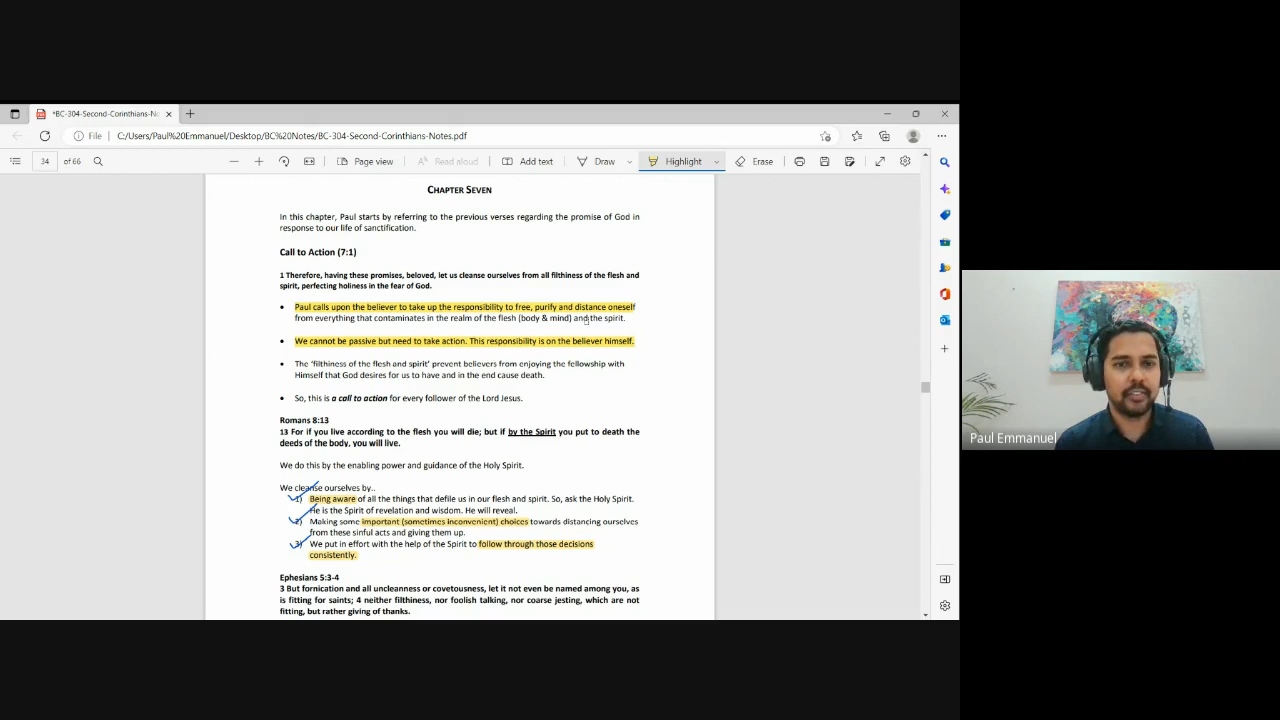 *BC-304-Second-Corinthians-No
File C:/Users/Paul%20Emmanuel/Desktop/BC%20Notes/BC-304-Second-Corinthians-Notes.pdf
34 of 66 Page view Read aloud Add text Draw Highlight Erase
CHAPTER SEVEN
In this chapter, Paul starts by referring to the previous verses regarding the promise of God in
response to our life of sanctification.
Call to Action (7:1)
1 Therefore, having these promises, beloved, let us cleanse ourselves from all filthiness of the flesh and
spirit, perfecting holiness in the fear of God.
• Paul calls upon the believer to take up the responsibility to free, purify and distance oneself
from everything that contaminates in the realm of the flesh (body & mind) and the spirit.
• We cannot be passive but need to take action. This responsibility is on the believer himself.
• The ‘filthiness of the flesh and spirit’ prevent believers from enjoying the fellowship with
Himself that God desires for us to have and in the end cause death.
• So, this is a call to action for every follower of the Lord Jesus.
Romans 8:13
13 For if you live according to the flesh you will die; but if by the Spirit you put to death the
deeds of the body, you will live.
We do this by the enabling power and guidance of the Holy Spirit.
We cleanse ourselves by..
1) Being aware of all the things that defile us in our flesh and spirit. So, ask the Holy Spirit.
He is the Spirit of revelation and wisdom. He will reveal.
2) Making some important (sometimes inconvenient) choices towards distancing ourselves
from these sinful acts and giving them up.
3) We put in effort with the help of the Spirit to follow through those decisions
consistently.
Ephesians 5:3-4
3 But fornication and all uncleanness or covetousness, let it not even be named among you, as
is fitting for saints; 4 neither filthiness, nor foolish talking, nor coarse jesting, which are not
fitting, but rather giving of thanks.
Paul Emmanuel